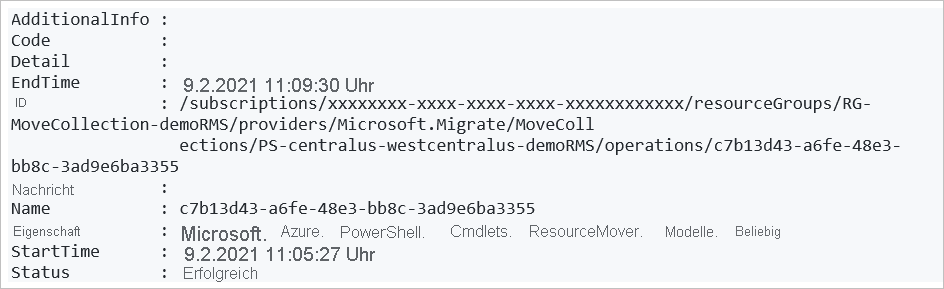 AdditionalInfo :
Code :
Detail :
EndTime : 9.2.2021 11:09:30 Uhr
ID : /subscriptions/xxxxxxxx-xxxx-xxxx-xxxx-xxxxxxxxxxxx/resourceGroups/RG-
MoveCollection-demoRMS/providers/Microsoft.Migrate/MoveColl
ections/PS-centralus-westcentralus-demoRMS/operations/c7b13d43-a6fe-48e3-
bb8c-3ad9e6ba3355
Nachricht :
Name : c7b13d43-a6fe-48e3-bb8c-3ad9e6ba3355
Eigenschaft : Microsoft. Azure. PowerShell. Cmdlets. ResourceMover. Modelle. Beliebig
StartTime : 9.2.2021 11:05:27 Uhr
Status : Erfolgreich